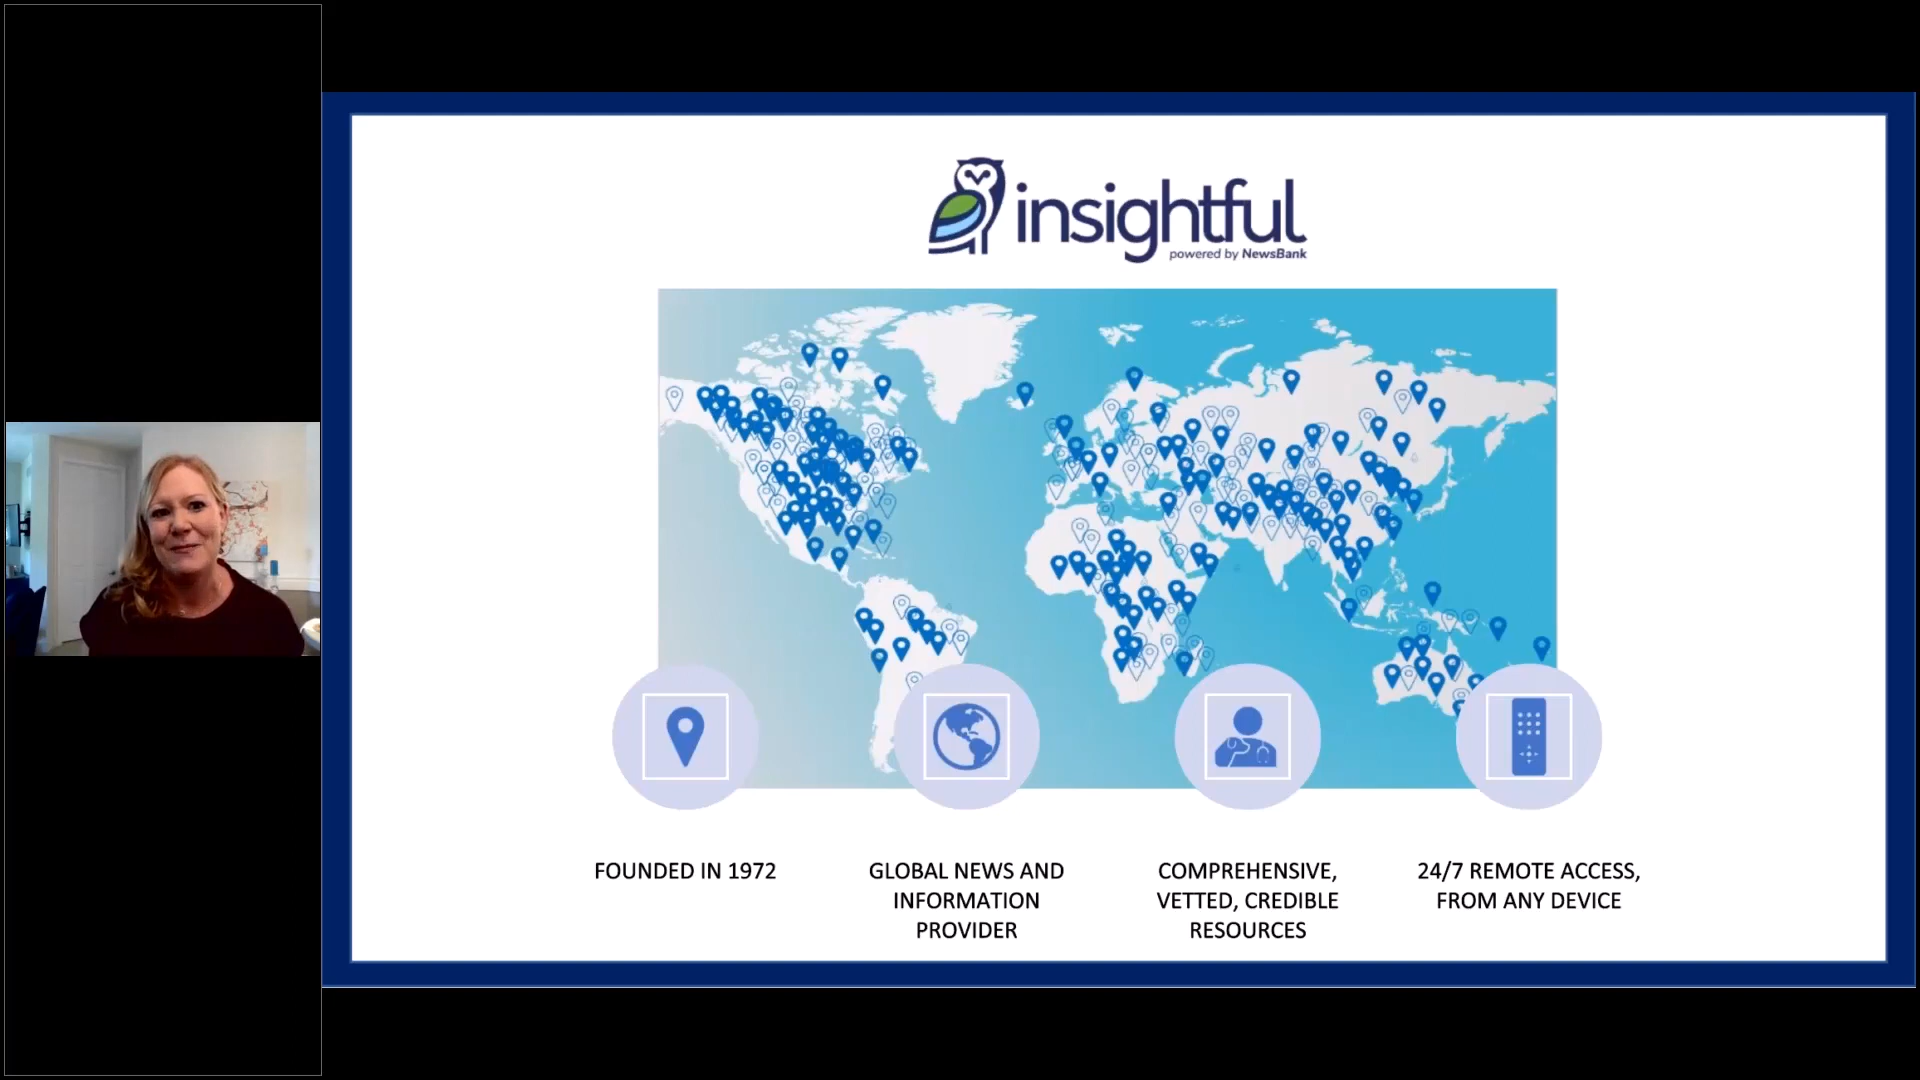 insightful
powered by NewsBank
FOUNDED IN 1972
GLOBAL NEWS AND
INFORMATION
PROVIDER
COMPREHENSIVE,
VETTED, CREDIBLE
RESOURCES
24/7 REMOTE ACCESS,
FROM ANY DEVICE